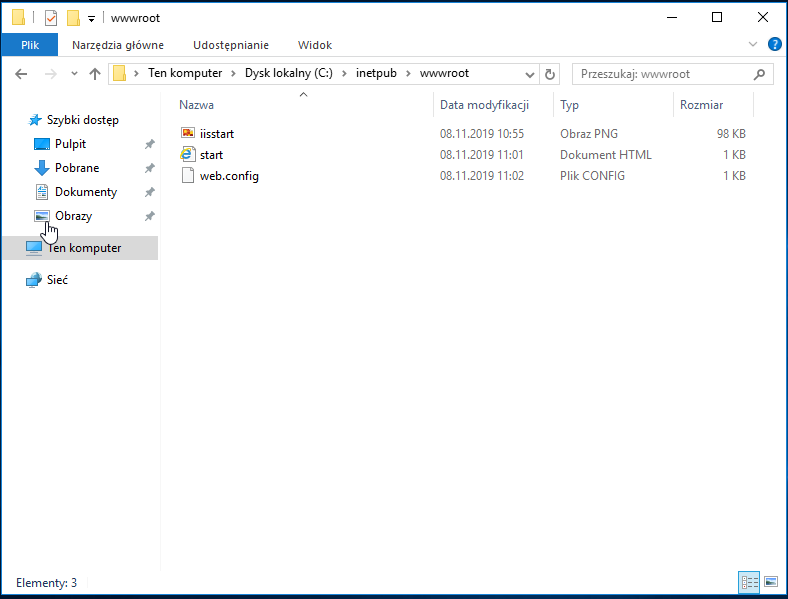 wwwroot
Plik Narzędzia główne Udostępnianie Widok ?
Ten komputer > Dysk lokalny (C:) > inetpub > wwwroot Przeszukaj: wwwroot
Nazwa Data modyfikacji Typ Rozmiar
Szybki dostęp
Pulpit
Pobrane
Dokumenty
Obrazy
Ten komputer
Sieć
iisstart 08.11.2019 10:55 Obraz PNG 98 KB
start 08.11.2019 11:01 Dokument HTML 1 KB
web.config 08.11.2019 11:02 Plik CONFIG 1 KB
Elementy: 3